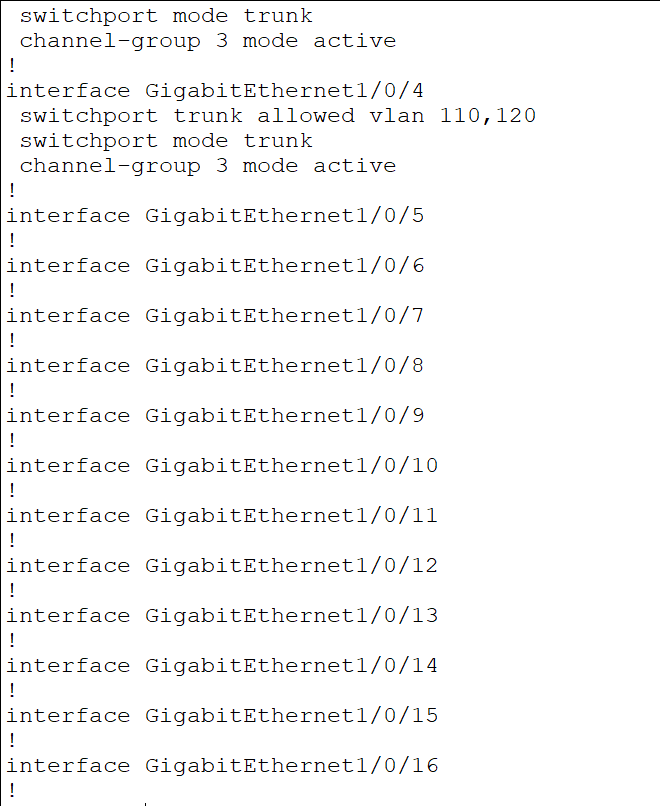 switchport mode trunk
channel-group 3 mode active
!
interface GigabitEthernet1/0/4
switchport trunk allowed vlan 110,120
switchport mode trunk
channel-group 3 mode active
!
interface GigabitEthernet1/0/5
!
interface GigabitEthernet1/0/6
!
interface GigabitEthernet1/0/7
!
interface GigabitEthernet1/0/8
!
interface GigabitEthernet1/0/9
!
interface GigabitEthernet1/0/10
!
interface GigabitEthernet1/0/11
!
interface GigabitEthernet1/0/12
!
interface GigabitEthernet1/0/13
!
interface GigabitEthernet1/0/14
!
interface GigabitEthernet1/0/15
!
interface GigabitEthernet1/0/16
!